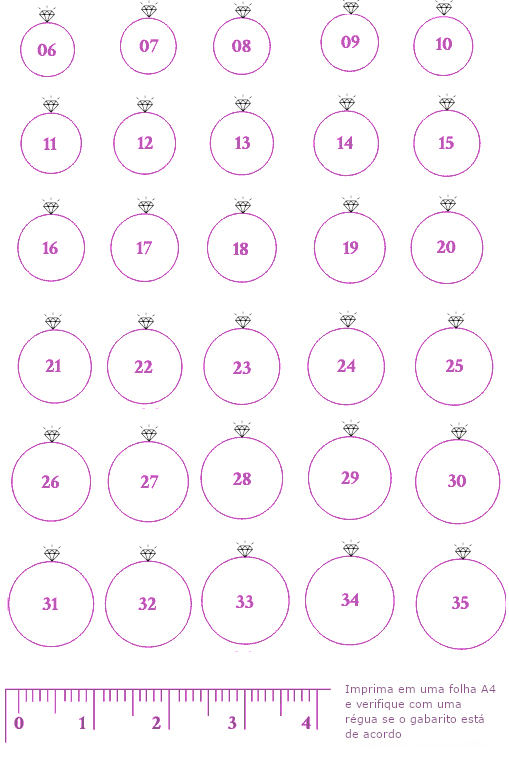 06 07 08 09 10
11 12 13 14 15
16 17 18 19 20
21 22 23 24 25
26 27 28 29 30
31 32 33 34 35
0 1 2 3 4
Imprima em uma folha A4
e verifique com uma
régua se o gabarito está
de acordo